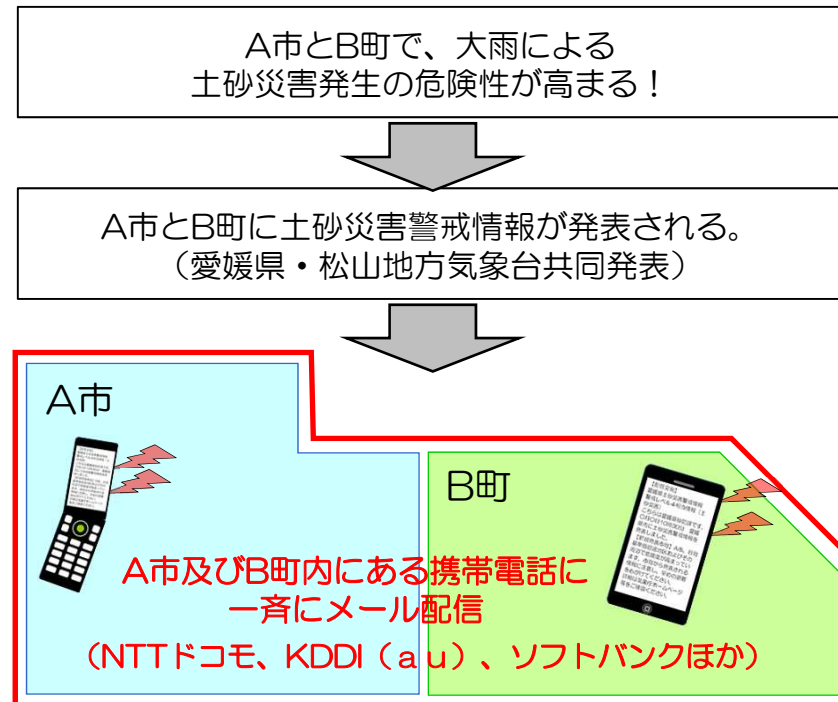 A市とB町で、大雨による
土砂災害発生の危険性が高まる！
A市とB町に土砂災害警戒情報が発表される。
（愛媛県・松山地方気象台共同発表）
A市
B町
A市及びB町内にある携帯電話に
一斉にメール配信
（NTTドコモ、KDDI（ａｕ）、ソフトバンクほか）